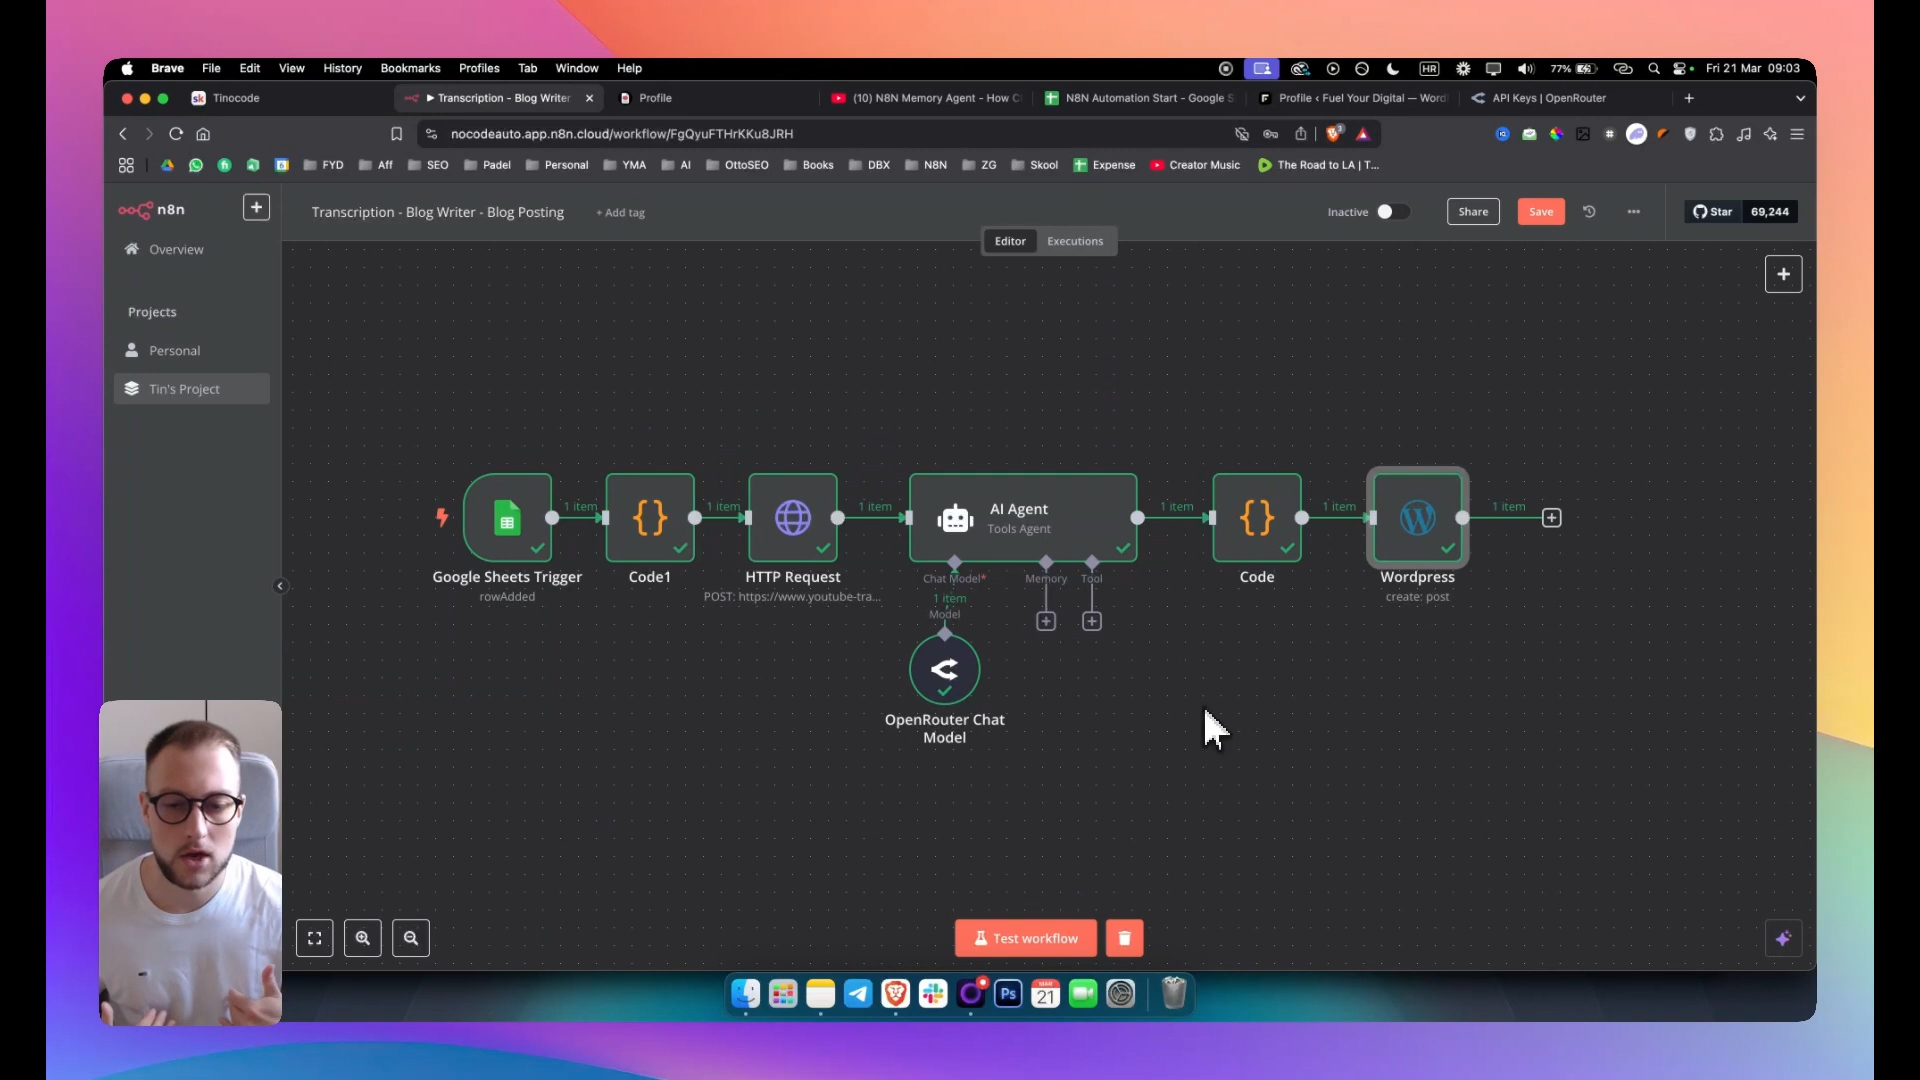 Brave File Edit View History Bookmarks Profiles Tab Window Help HR 77% Fri 21 Mar 09:03
sk Tinocode Transcription - Blog Writer Profile (10) N8N Memory Agent - How C N8N Automation Start - Google S Profile ‹ Fuel Your Digital — Word API Keys | OpenRouter
nocodeauto.app.n8n.cloud/workflow/FgQyuFTHrKKu8JRH
FYD Aff SEO Padel Personal YMA AI OttoSEO Books DBX N8N ZG Skool Expense Creator Music The Road to LA | T...
n8n
Transcription - Blog Writer - Blog Posting + Add tag Inactive Share Save Star 69,244
Editor Executions
Overview
Projects
Personal
Tin's Project
1 item 1 item 1 item 1 item 1 item 1 item
AI Agent
Tools Agent
Google Sheets Trigger Code1 HTTP Request Code Wordpress
rowAdded POST: https://www.youtube-tra... create: post
Chat Model* Memory Tool
1 item
Model
OpenRouter Chat
Model
Test workflow
Ps MAR 21